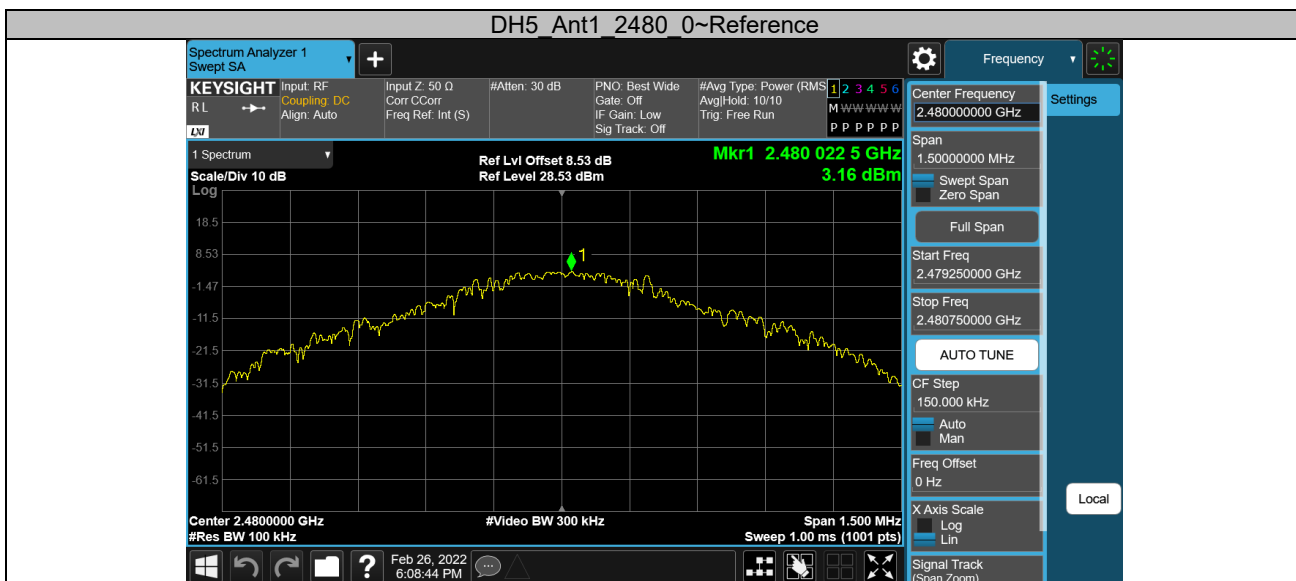 DH5_Ant1_2480_0~Reference
Spectrum Analyzer 1
Swept SA
Frequency
KEYSIGHT
R L
LXI
Input: RF
Coupling: DC
Align: Auto
Input Z: 50 Ω
Corr CCorr
Freq Ref: Int (S)
#Atten: 30 dB
PNO: Best Wide
Gate: Off
IF Gain: Low
Sig Track: Off
#Avg Type: Power (RMS
Avg|Hold: 10/10
Trig: Free Run
1 2 3 4 5 6
M W W W W W
P P P P P P
1 Spectrum
Scale/Div 10 dB
Ref Lvl Offset 8.53 dB
Ref Level 28.53 dBm
Mkr1 2.480 022 5 GHz
3.16 dBm
Log
18.5
8.53
-1.47
-11.5
-21.5
-31.5
-41.5
-51.5
-61.5
1
Center 2.4800000 GHz
#Res BW 100 kHz
#Video BW 300 kHz
Span 1.500 MHz
Sweep 1.00 ms (1001 pts)
Feb 26, 2022
6:08:44 PM
Center Frequency
2.480000000 GHz
Settings
Span
1.50000000 MHz
Swept Span
Zero Span
Full Span
Start Freq
2.479250000 GHz
Stop Freq
2.480750000 GHz
AUTO TUNE
CF Step
150.000 kHz
Auto
Man
Freq Offset
0 Hz
Local
X Axis Scale
Log
Lin
Signal Track
(Span Zoom)